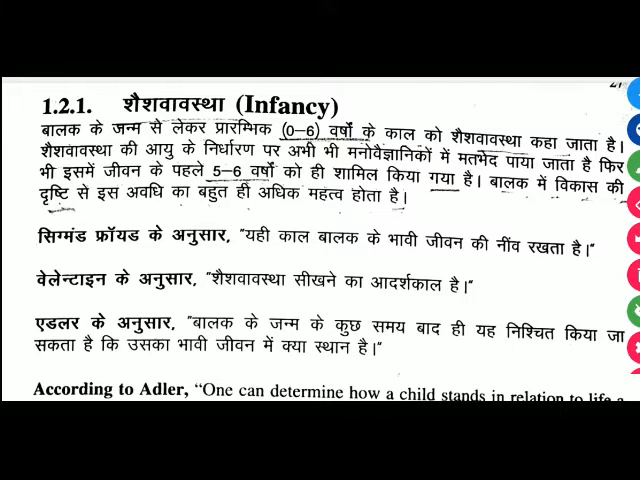 1.2.1. शैशवावस्था (Infancy)
बालक के जन्म से लेकर प्रारम्भिक (0–6) वर्षों के काल को शैशवावस्था कहा जाता है।
शैशवावस्था की आयु के निर्धारण पर अभी भी मनोवैज्ञानिकों में मतभेद पाया जाता है फिर
भी इसमें जीवन के पहले 5–6 वर्षों को ही शामिल किया गया है। बालक में विकास की
दृष्टि से इस अवधि का बहुत ही अधिक महत्व होता है।
सिग्मंड फ्रॉयड के अनुसार, "यही काल बालक के भावी जीवन की नींव रखता है।"
वेलेन्टाइन के अनुसार, "शैशवावस्था सीखने का आदर्शकाल है।"
एडलर के अनुसार, "बालक के जन्म के कुछ समय बाद ही यह निश्चित किया जा
सकता है कि उसका भावी जीवन में क्या स्थान है।"
According to Adler, "One can determine how a child stands in relation to life a